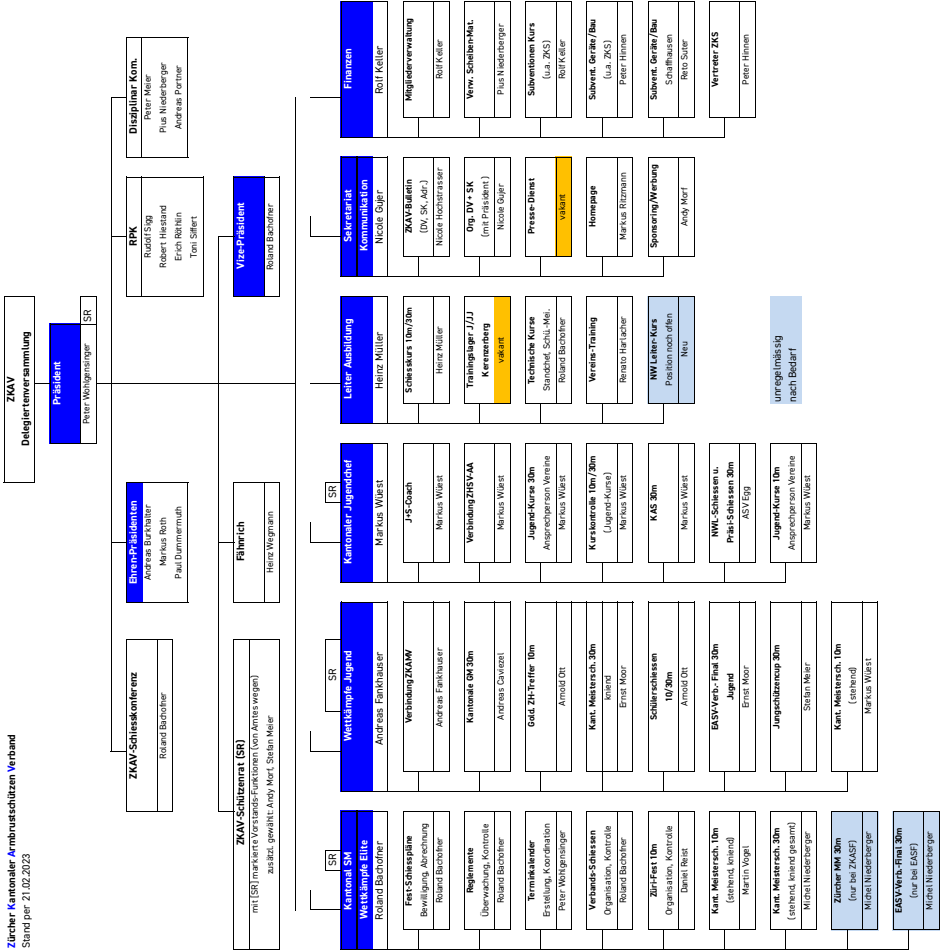 Zürcher Kantonaler Armbrustschützen Verband
Stand per 21.02.2023
ZKAV
Delegiertenversammlung
Präsident
Peter Wohlgensinger
SR
ZKAV-Schiesskonferenz
Roland Bachofner
Ehren-Präsidenten
Andreas Burkhalter
Markus Roth
Paul Dummermuth
RPK
Rudolf Sigg
Robert Hiestand
Erich Röthlin
Toni Siffert
Disziplinar Kom.
Peter Meier
Pius Niederberger
Andreas Portner
ZKAV-Schützenrat (SR)
mit [SR] markierte Vorstands-Funktionen (von Amtes wegen)
zusätzl. gewählt: Andy Morf, Stefan Meier
Fähnrich
Heinz Wegmann
Vize-Präsident
Roland Bachofner
SR
Kantonal SM
Wettkämpfe Elite
Roland Bachofner
Fest-Schiesspläne
Bewilligung, Abrechnung
Roland Bachofner
Reglemente
Überwachung, Kontrolle
Roland Bachofner
Terminkalender
Erstellung, Koordination
Peter Wohlgensinger
Verbands-Schiessen
Organisation, Kontrolle
Roland Bachofner
Züri-Fest 10m
Organisation, Kontrolle
Daniel Reist
Kant. Meistersch. 10m
(stehend, kniend)
Martin Vogel
Kant. Meistersch. 30m
(stehend, kniend gesamt)
Michel Niederberger
Zürcher MM 30m
(nur bei ZKASF)
Michel Niederberger
EASV-Verb.-Final 30m
(nur bei EASF)
Michel Niederberger
SR
Wettkämpfe Jugend
Andreas Fankhauser
Verbindung ZKAMV
Andreas Fankhauser
Kantonale GM 30m
Andreas Caviezel
Gold. ZH-Treffer 10m
Arnold Ott
Kant. Meistersch. 30m
kniend
Ernst Moor
Schülerschiessen
10/30m
Arnold Ott
EASV-Verb.- Final 30m
Jugend
Ernst Moor
Jungschützencup 30m
Stefan Meier
Kant. Meistersch. 10m
(stehend)
Markus Wüest
SR
Kantonaler Jugendchef
Markus Wüest
J+S-Coach
Markus Wüest
Verbindung ZHSV-AA
Markus Wüest
Jugend-Kurse 30m
Ansprechperson Vereine
Markus Wüest
Kurskontrolle 10m/30m
(Jugend-Kurse)
Markus Wüest
KAS 30m
Markus Wüest
NWL-Schiessen u.
Präsi-Schiessen 30m
ASV Egg
Jugend-Kurse 10m
Ansprechperson Vereine
Markus Wüest
Leiter Ausbildung
Heinz Müller
Schiesskurs 10m/30m
Heinz Müller
Trainingslager J/JJ
Kerenzerberg
vakant
Technische Kurse
Standchef, Schü.-Mei.
Roland Bachofner
Vereins-Training
Renato Harlacher
NW Leiter-Kurs
Position noch offen
Neu
unregelmässig
nach Bedarf
Sekretariat
Kommunikation
Nicole Gujer
ZKAV-Bulletin
(DV, SK, Adr.)
Nicole Hochstrasser
Org. DV + SK
(mit Präsident)
Nicole Gujer
Presse-Dienst
vakant
Homepage
Markus Ritzmann
Sponsoring/Werbung
Andy Morf
Finanzen
Rolf Keller
Mitgliederverwaltung
Rolf Keller
Verw. Scheiben-Mat.
Pius Niederberger
Subventionen Kurs
(u.a. ZKS)
Rolf Keller
Subvent. Geräte/Bau
(u.a. ZKS)
Peter Hinnen
Subvent. Geräte/Bau
Schaffhausen
Reto Suter
Vertreter ZKS
Peter Hinnen